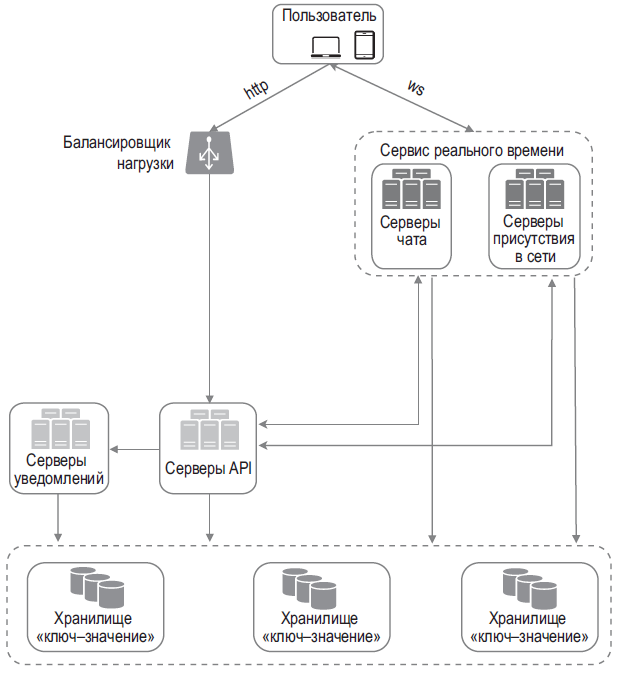 Пользователь
http
ws
Балансировщик
нагрузки
Сервис реального времени
Серверы
чата
Серверы
присутствия
в сети
Серверы
уведомлений
Серверы API
Хранилище
«ключ–значение»
Хранилище
«ключ–значение»
Хранилище
«ключ–значение»